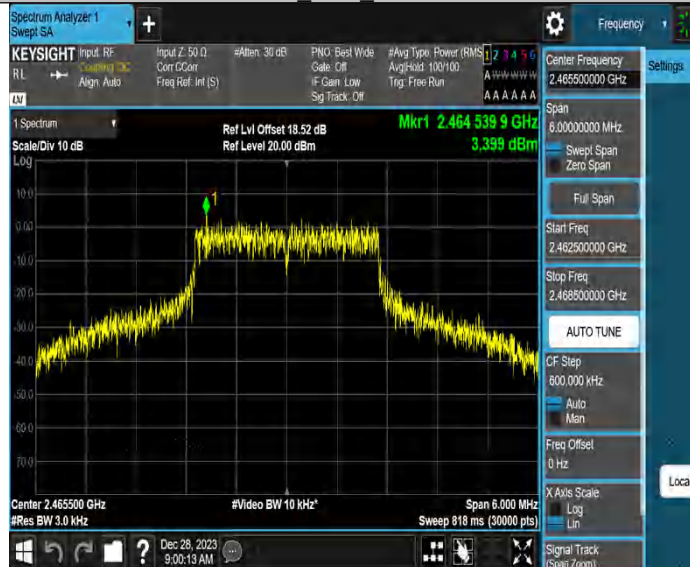 Spectrum Analyzer 1
Swept SA
+
Frequency
KEYSIGHT
RL
Input: RF
Coupling: DC
Align: Auto
Input Z: 50 Ω
Corr CCorr
Freq Ref: Int (S)
#Atten: 30 dB
PNO: Best Wide
Gate: Off
IF Gain: Low
Sig Track: Off
#Avg Type: Power (RMS
Avg|Hold: 100/100
Trig: Free Run
1 2 3 4 5 6
A W W W W W
A A A A A A
LXI
1 Spectrum
Scale/Div 10 dB
Ref Lvl Offset 18.52 dB
Ref Level 20.00 dBm
Mkr1 2.464 539 9 GHz
3,399 dBm
Log
10.0
0.00
-10.0
-20.0
-30.0
-40.0
-50.0
-60.0
-70.0
1
Center 2.465500 GHz
#Res BW 3.0 kHz
#Video BW 10 kHz*
Span 6.000 MHz
Sweep 818 ms (30000 pts)
Dec 28, 2023
9:00:13 AM
?
Center Frequency
2.465500000 GHz
Settings
Span
6.00000000 MHz
Swept Span
Zero Span
Full Span
Start Freq
2.462500000 GHz
Stop Freq
2.468500000 GHz
AUTO TUNE
CF Step
600.000 kHz
Auto
Man
Freq Offset
0 Hz
X Axis Scale
Log
Lin
Loca
Signal Track
(Span Zoom)